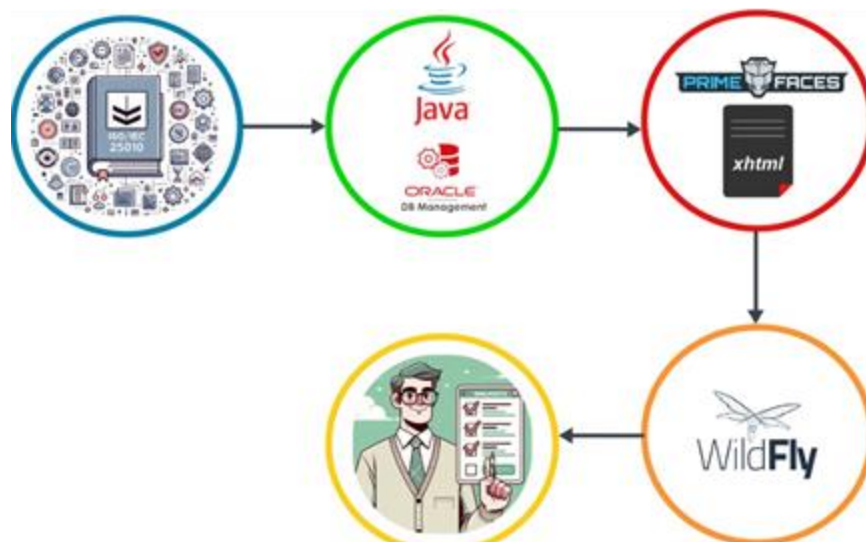 ISO/IEC
25010
Java
ORACLE
DB Management
PRIME FACES
xhtml
WildFly